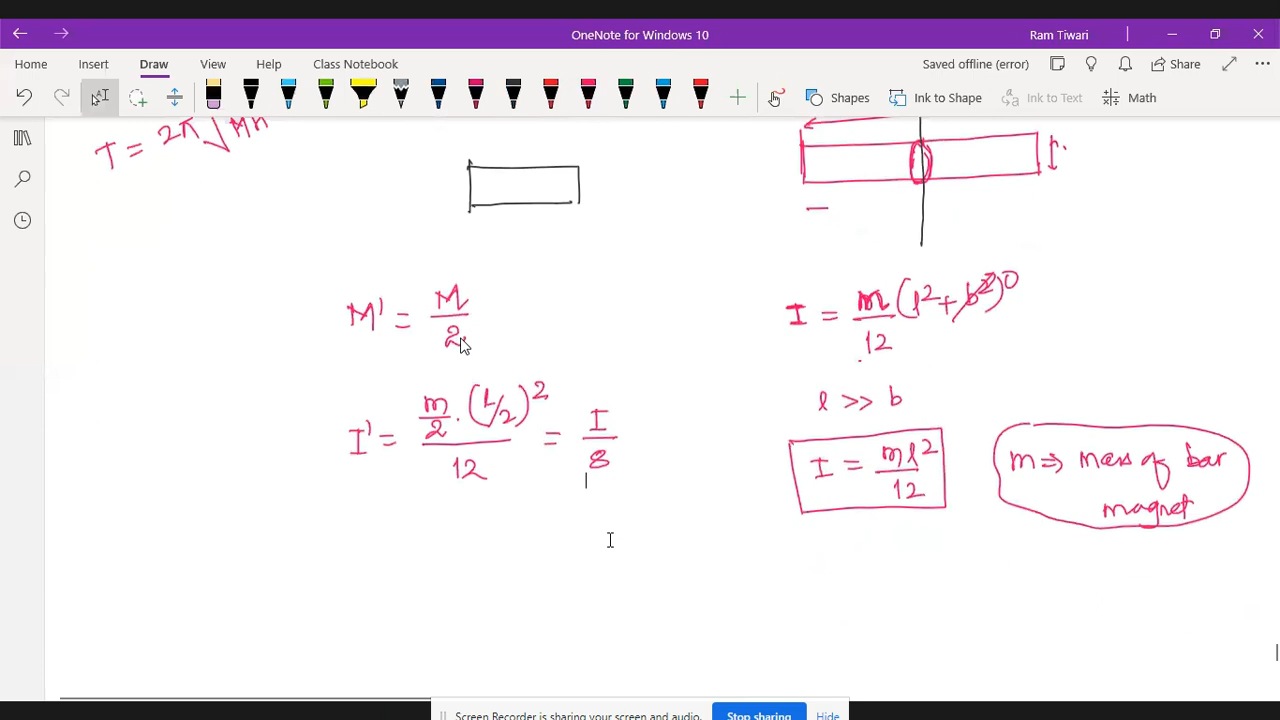 OneNote for Windows 10
Ram Tiwari
Home Insert Draw View Help Class Notebook
Saved offline (error)
Share
Shapes
Ink to Shape
Ink to Text
Math
T = 2π √MH
M' = M/2
I' = m/2 · (L/2)² / 12 = I/8
I = m/12 (l² + b²)⁰
l >> b
I = ml²/12
m ⇒ mass of bar
magnet
Screen Recorder is sharing your screen and audio.
Stop sharing
Hide